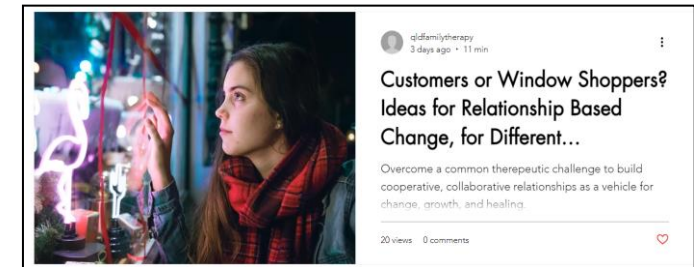 qldfamilytherapy
3 days ago • 11 min
Customers or Window Shoppers?
Ideas for Relationship Based
Change, for Different...
Overcome a common therepeutic challenge to build
cooperative, collaborative relationships as a vehicle for
change, growth, and healing.
20 views 0 comments